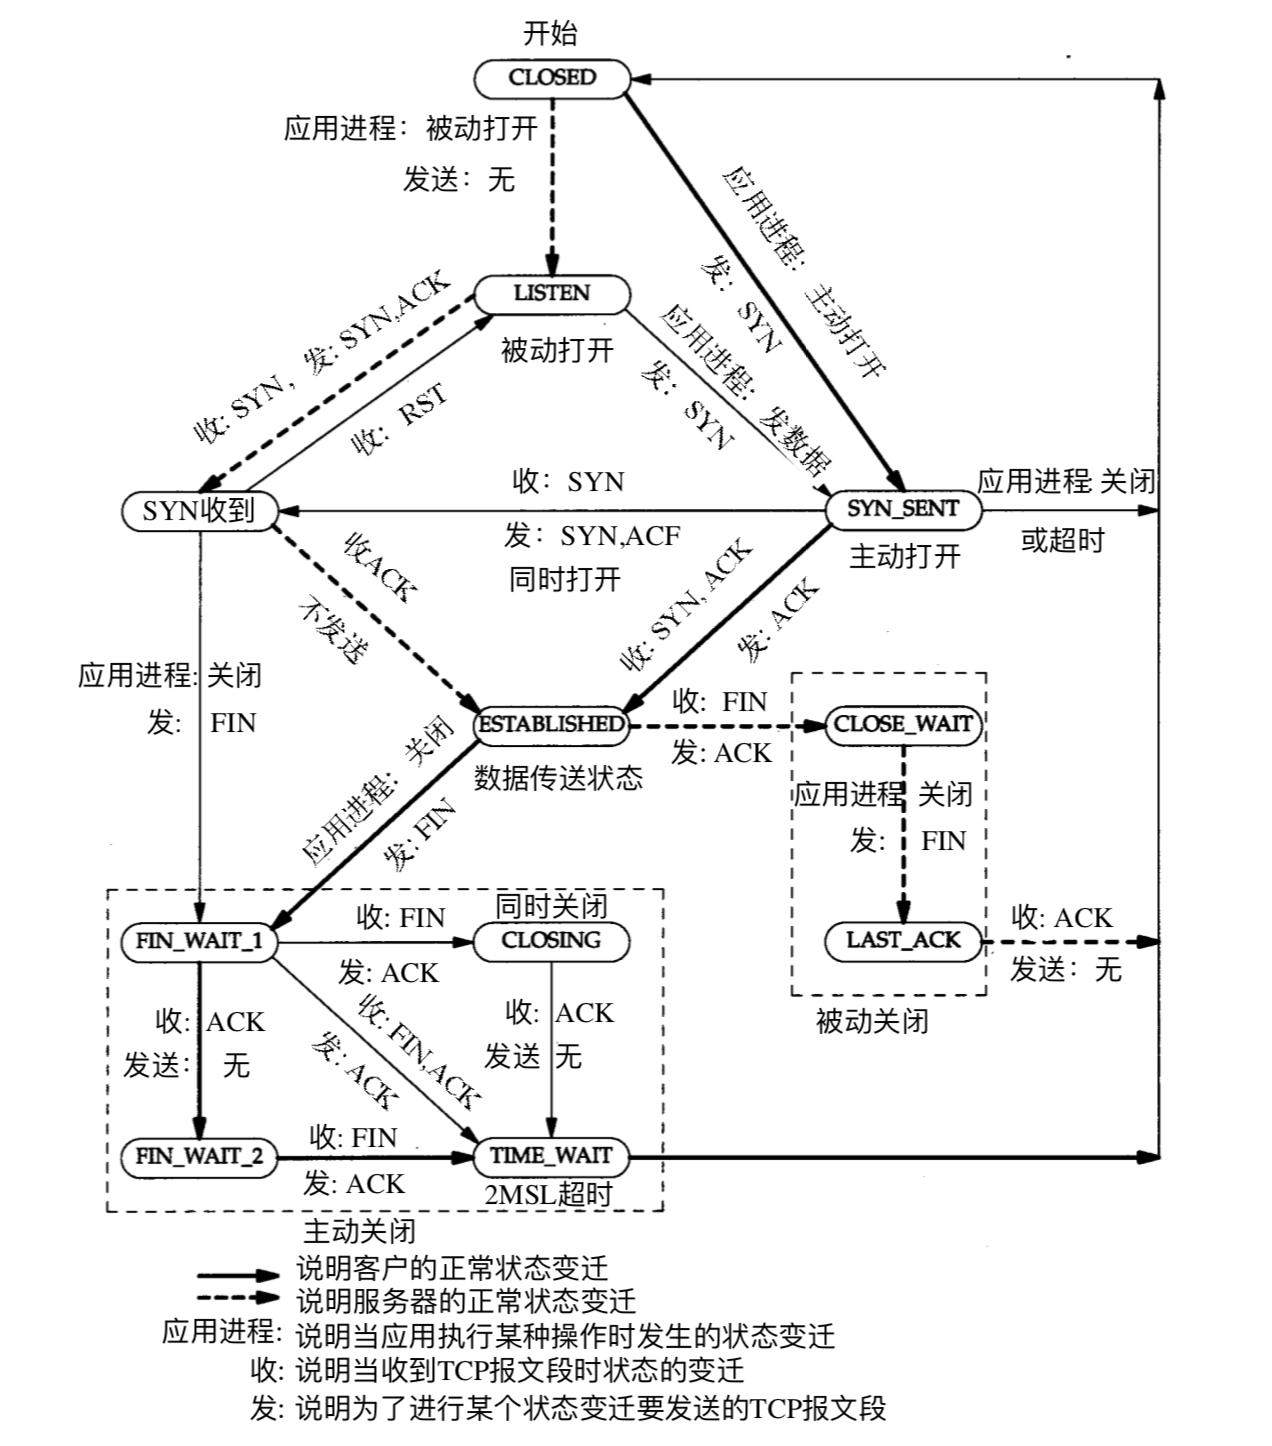 开始
CLOSED
应用进程：被动打开
发送：无
应用进程：主动打开
发：SYN
LISTEN
被动打开
收: SYN，发: SYN,ACK
收：RST
应用进程：发数据
发：SYN
SYN收到
收：SYN
发：SYN,ACF
同时打开
SYN_SENT
主动打开
应用进程 关闭
或超时
收ACK
不发送
收: SYN, ACK
发: ACK
应用进程: 关闭
发: FIN
ESTABLISHED
数据传送状态
收: FIN
发: ACK
CLOSE_WAIT
应用进程 关闭
发: FIN
LAST_ACK
收: ACK
发送：无
被动关闭
应用进程：关闭
发: FIN
FIN_WAIT_1
收: FIN
发: ACK
同时关闭
CLOSING
收: ACK
发送：无
收: FIN,ACK
发: ACK
收: ACK
发送 无
FIN_WAIT_2
收: FIN
发: ACK
TIME_WAIT
2MSL超时
主动关闭
说明客户的正常状态变迁
说明服务器的正常状态变迁
应用进程: 说明当应用执行某种操作时发生的状态变迁
收: 说明当收到TCP报文段时状态的变迁
发: 说明为了进行某个状态变迁要发送的TCP报文段